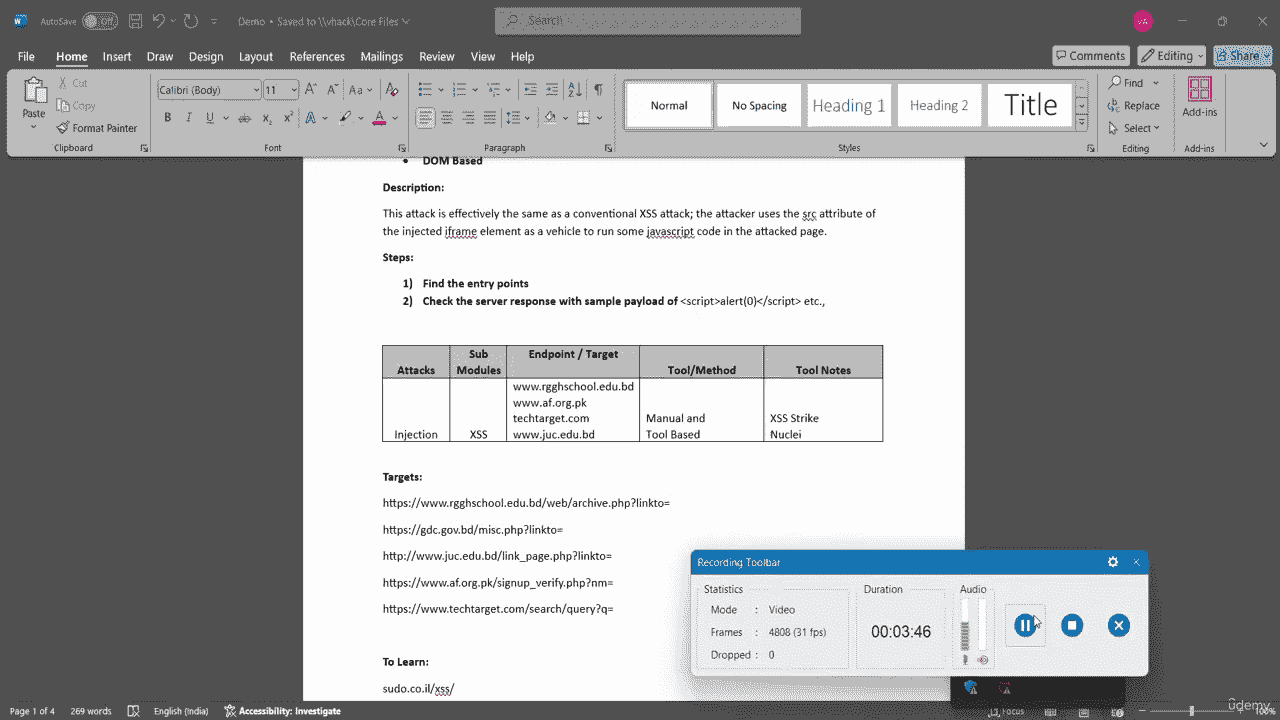 AutoSave Off Demo • Saved to \\vhack\Core Files Search VA
File Home Insert Draw Design Layout References Mailings Review View Help Comments Editing Share
Paste Cut Copy Format Painter
Calibri (Body) 11
Normal No Spacing Heading 1 Heading 2 Title
Find Replace Select Add-ins
Clipboard Font Paragraph Styles Editing Add-ins
• DOM Based
Description:
This attack is effectively the same as a conventional XSS attack; the attacker uses the src attribute of
the injected iframe element as a vehicle to run some javascript code in the attacked page.
Steps:
1) Find the entry points
2) Check the server response with sample payload of <script>alert(0)</script> etc.,
Attacks Sub Modules Endpoint / Target Tool/Method Tool Notes
www.rgghschool.edu.bd
www.af.org.pk
techtarget.com Manual and XSS Strike
Injection XSS www.juc.edu.bd Tool Based Nuclei
Targets:
https://www.rgghschool.edu.bd/web/archive.php?linkto=
https://gdc.gov.bd/misc.php?linkto=
http://www.juc.edu.bd/link_page.php?linkto=
https://www.af.org.pk/signup_verify.php?nm=
https://www.techtarget.com/search/query?q=
To Learn:
sudo.co.il/xss/
Recording Toolbar
Statistics Duration Audio
Mode : Video
Frames : 4808 (31 fps) 00:03:46
Dropped : 0
Page 1 of 4 269 words English (India) Accessibility: Investigate Focus 100%
Udemy